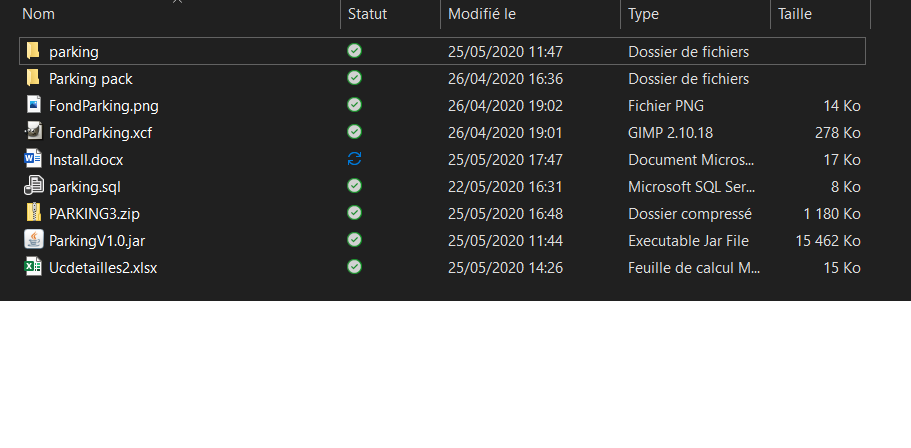 Nom Statut Modifié le Type Taille
parking 25/05/2020 11:47 Dossier de fichiers
Parking pack 26/04/2020 16:36 Dossier de fichiers
FondParking.png 26/04/2020 19:02 Fichier PNG 14 Ko
FondParking.xcf 26/04/2020 19:01 GIMP 2.10.18 278 Ko
Install.docx 25/05/2020 17:47 Document Micros... 17 Ko
parking.sql 22/05/2020 16:31 Microsoft SQL Ser... 8 Ko
PARKING3.zip 25/05/2020 16:48 Dossier compressé 1 180 Ko
ParkingV1.0.jar 25/05/2020 11:44 Executable Jar File 15 462 Ko
Ucdetailles2.xlsx 25/05/2020 14:26 Feuille de calcul M... 15 Ko